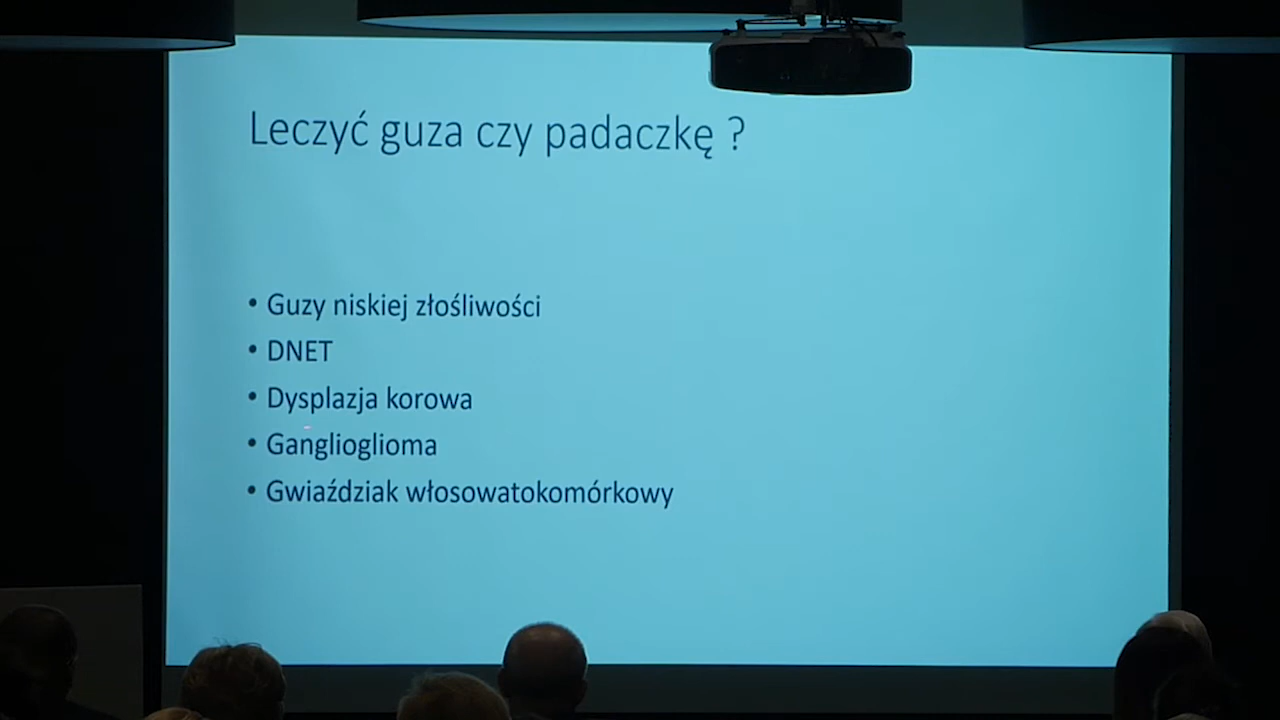 Leczyć guza czy padaczkę ?
• Guzy niskiej złośliwości
• DNET
• Dysplazja korowa
• Ganglioglioma
• Gwiaździak włosowatokomórkowy